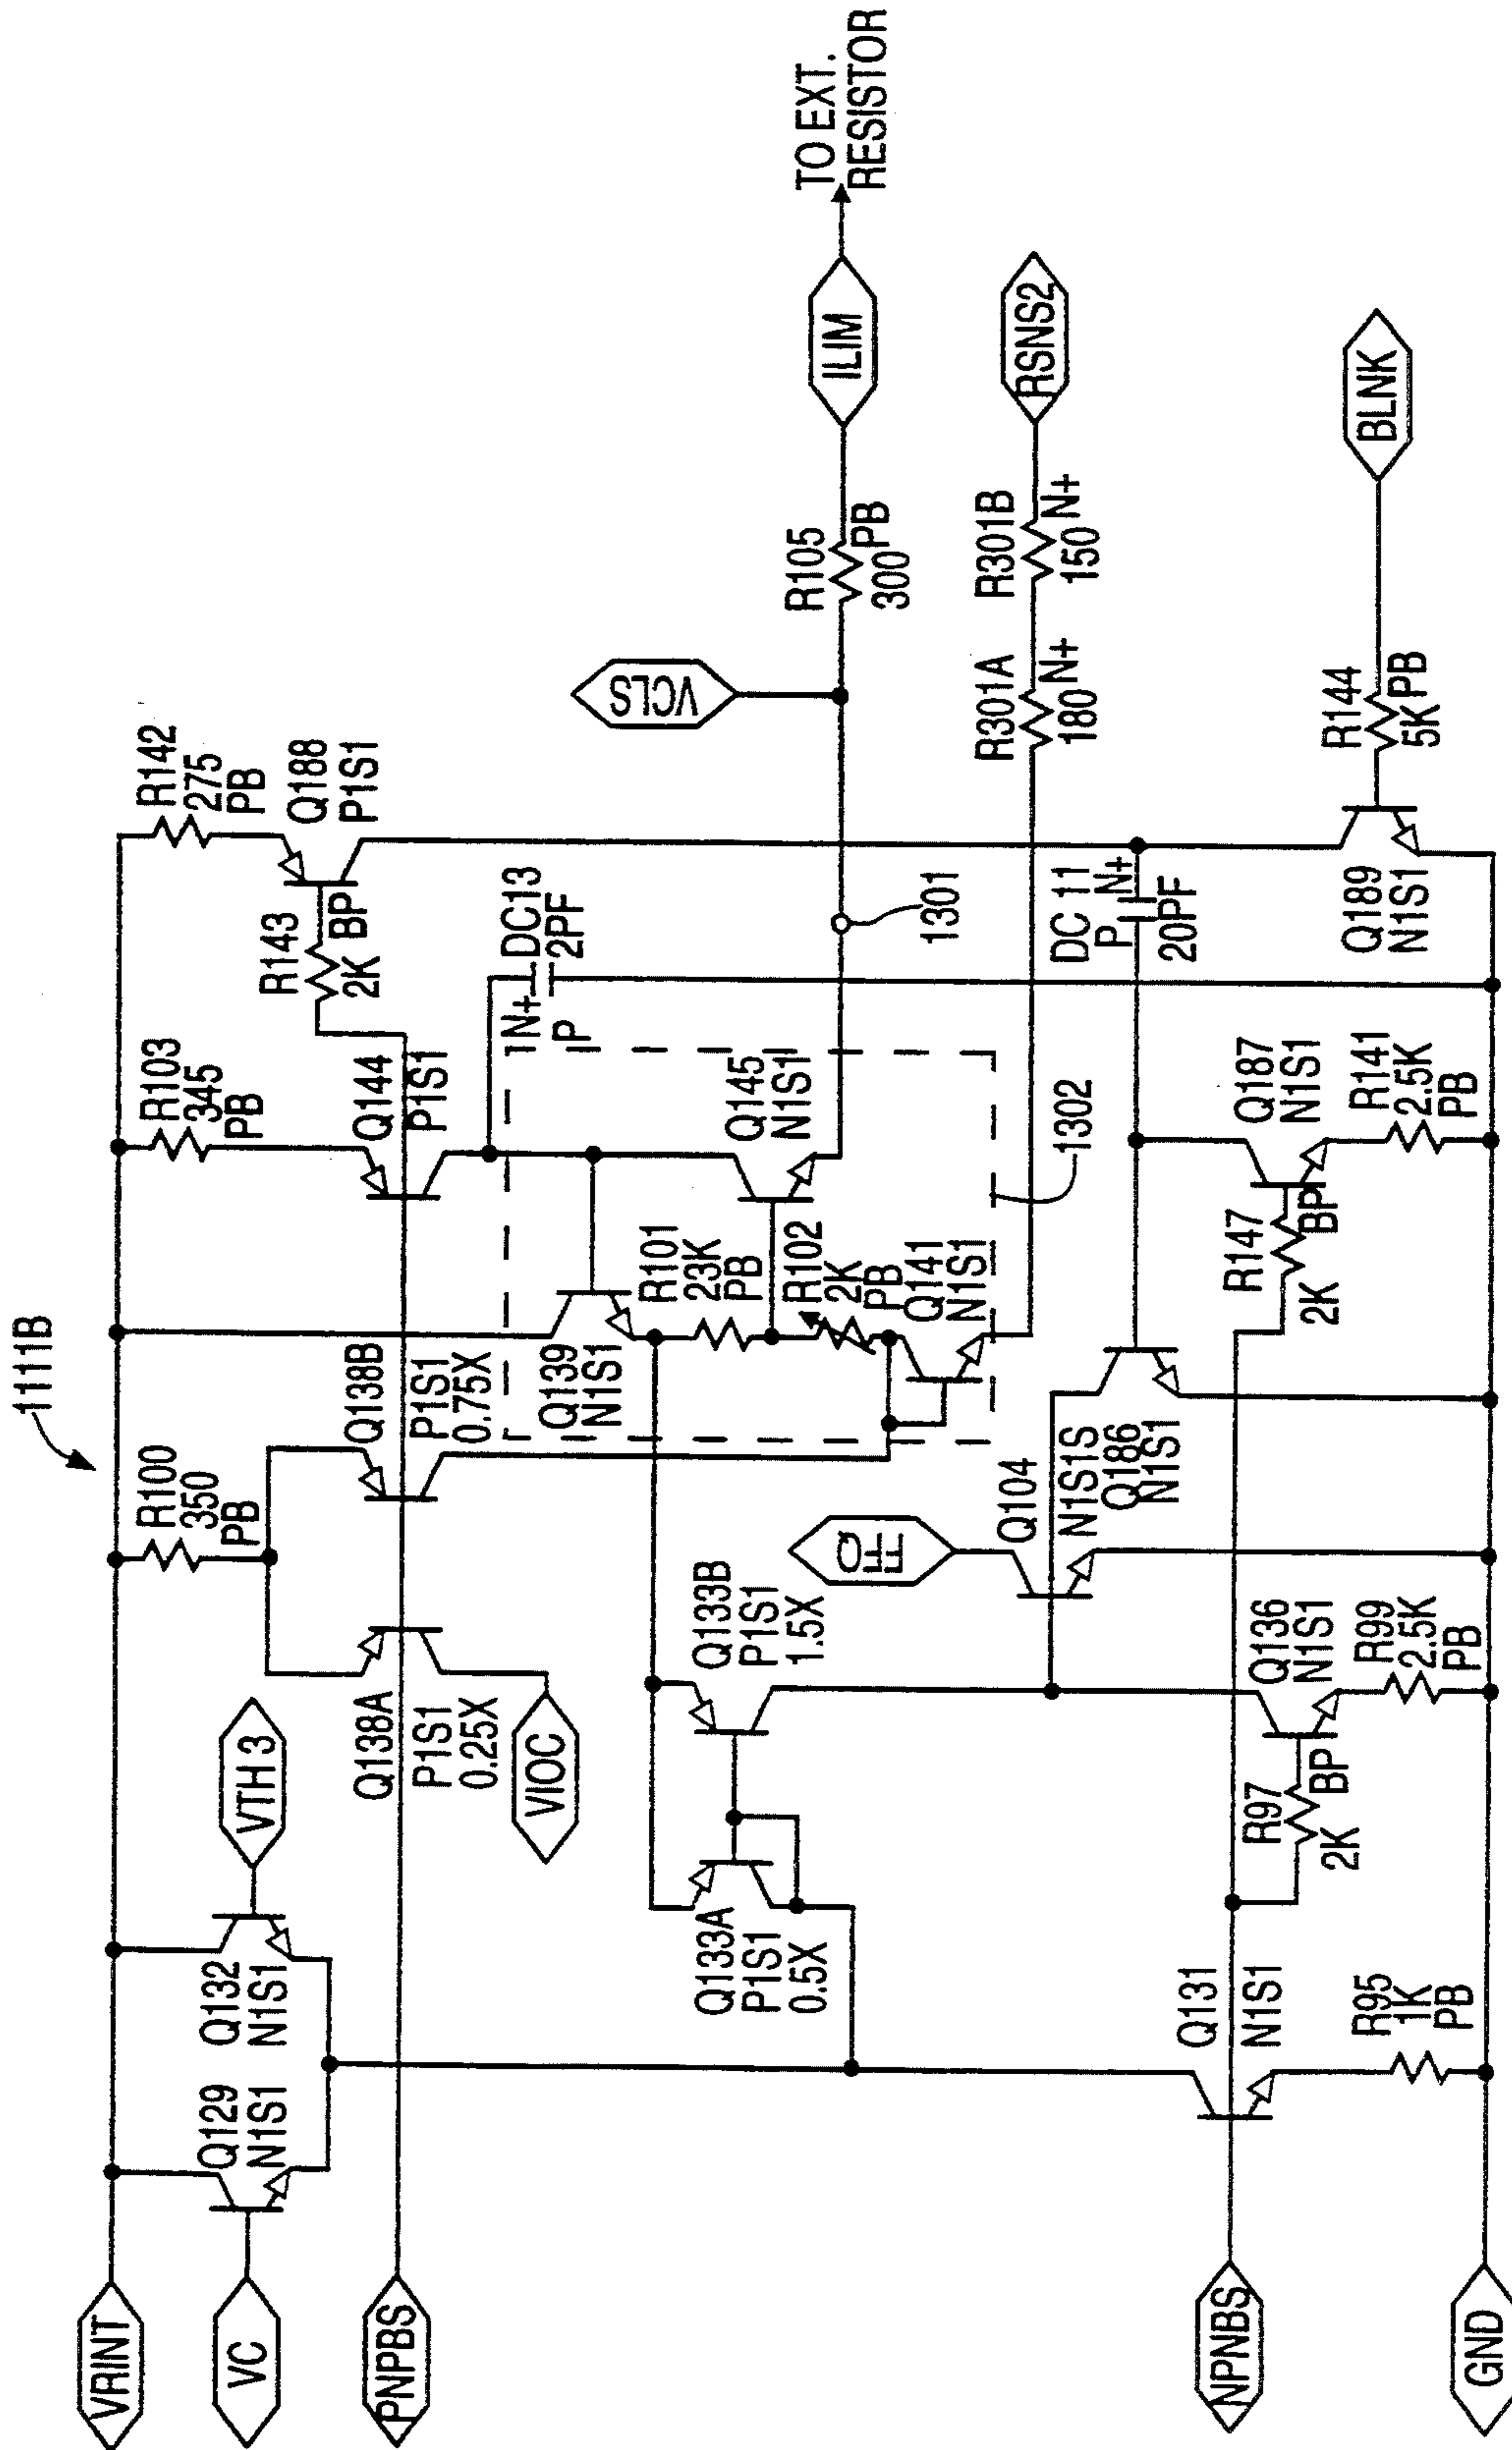 1111B
VRINT
VC
PNPBS
NPNBS
GND
Q129
N1S1
Q132
N1S1
VTH 3
R100
350
PB
Q138A
P1S1
0.25X
VIOC
Q138B
P1S1
0.75X
R103
345
PB
Q144
P1S1
R143
2K
BP
R142
275
PB
Q188
P1S1
DC13
2PF
N+
P
Q139
N1S1
R101
23K
PB
R102
2K
PB
Q141
N1S1
Q145
N1S1
1302
1301
VCLS
R105
PB
300
ILIM
TO EXT.
RESISTOR
R301A
N+
180
R301B
N+
150
RSNS2
Q133A
P1S1
0.5X
Q133B
P1S1
1.5X
FFQ
Q104
N1S1S
Q186
N1S1
DC 11
P
N+
20PF
Q189
N1S1
R144
5K PB
BLNK
Q131
N1S1
R95
1K
PB
R97
2K
BP
Q136
N1S1
R99
2.5K
PB
R147
2K
BP
Q187
N1S1
R141
2.5K
PB